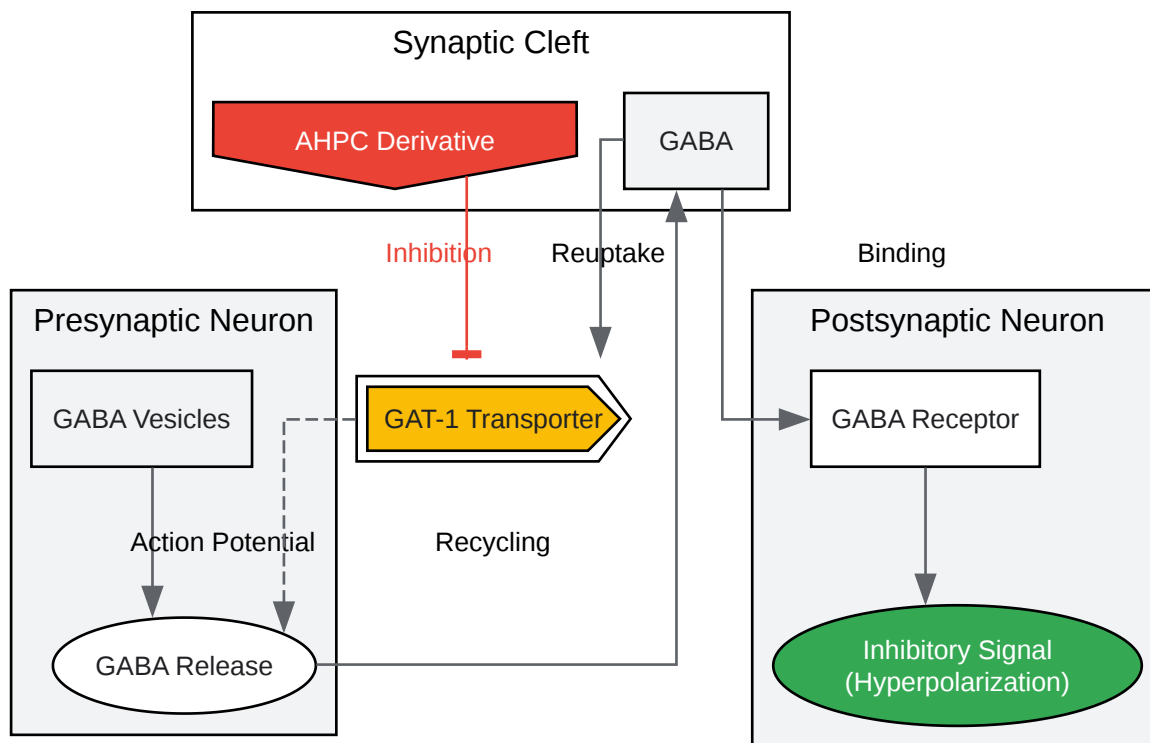 Synaptic Cleft
AHPC Derivative
GABA
Inhibition
Reuptake
Binding
Presynaptic Neuron
Postsynaptic Neuron
GABA Vesicles
GAT-1 Transporter
GABA Receptor
Action Potential
Recycling
GABA Release
Inhibitory Signal
(Hyperpolarization)